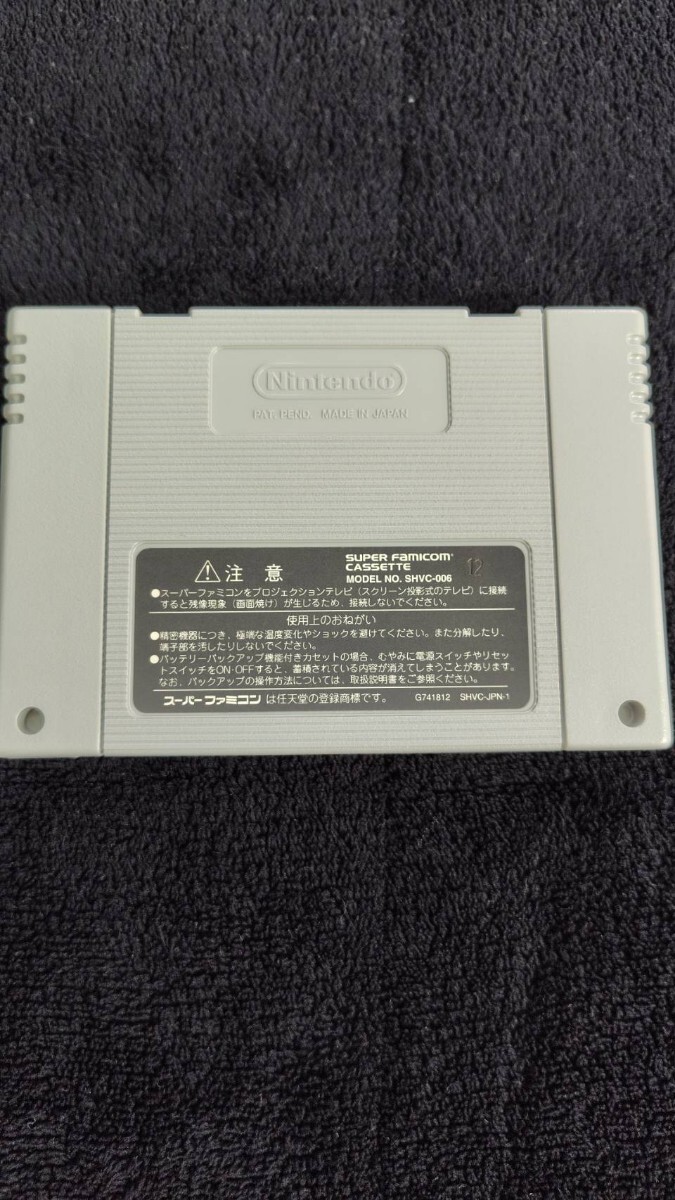 Nintendo
PAT. PEND. MADE IN JAPAN
注意
SUPER FAMICOM
CASSETTE
MODEL NO. SHVC-006
12
●スーパーファミコンをプロジェクションテレビ(スクリーン投影式のテレビ)に接続
すると残像現象(画面焼け)が生じるため、接続しないでください。
使用上のおねがい
●精密機器につき、極端な温度変化やショックを避けてください。また分解したり、
端子部を汚したりしないでください。
●バッテリーバックアップ機能付きカセットの場合、むやみに電源スイッチやリセッ
トスイッチをON・OFFすると、蓄積されている内容が消えてしまうことがあります。
なお、バックアップの操作方法については、取扱説明書をご参照ください。
スーパーファミコン は任天堂の登録商標です。
G741812 SHVC-JPN-1